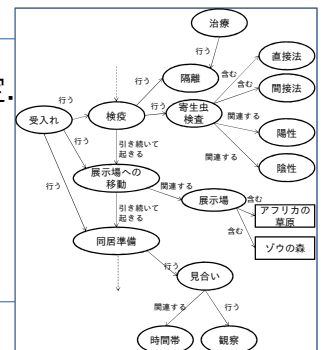 治療
行う
直接法
隔離
含む
行う
間接法
含む
行う
行う
寄生虫
検査
受入れ
検疫
関連する
陽性
行う
引き続いて
起きる
関連する
陰性
展示場への
移動
行う
関連する
展示場
含む
アフリカの
草原
引き続いて
起きる
含む
同居準備
ゾウの森
行う
見合い
関連する
行う
時間帯
観察